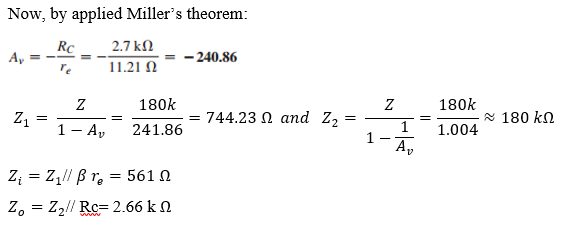 Now, by applied Miller's theorem:
A_v = -R_C/r_e = -2.7 kΩ/11.21 Ω = -240.86
Z_1 = Z/(1 - A_v) = 180k/241.86 = 744.23 Ω and Z_2 = Z/(1 - 1/A_v) = 180k/1.004 ≈ 180 kΩ
Z_i = Z_1// β r_e = 561 Ω
Z_o = Z_2// Rc= 2.66 k Ω